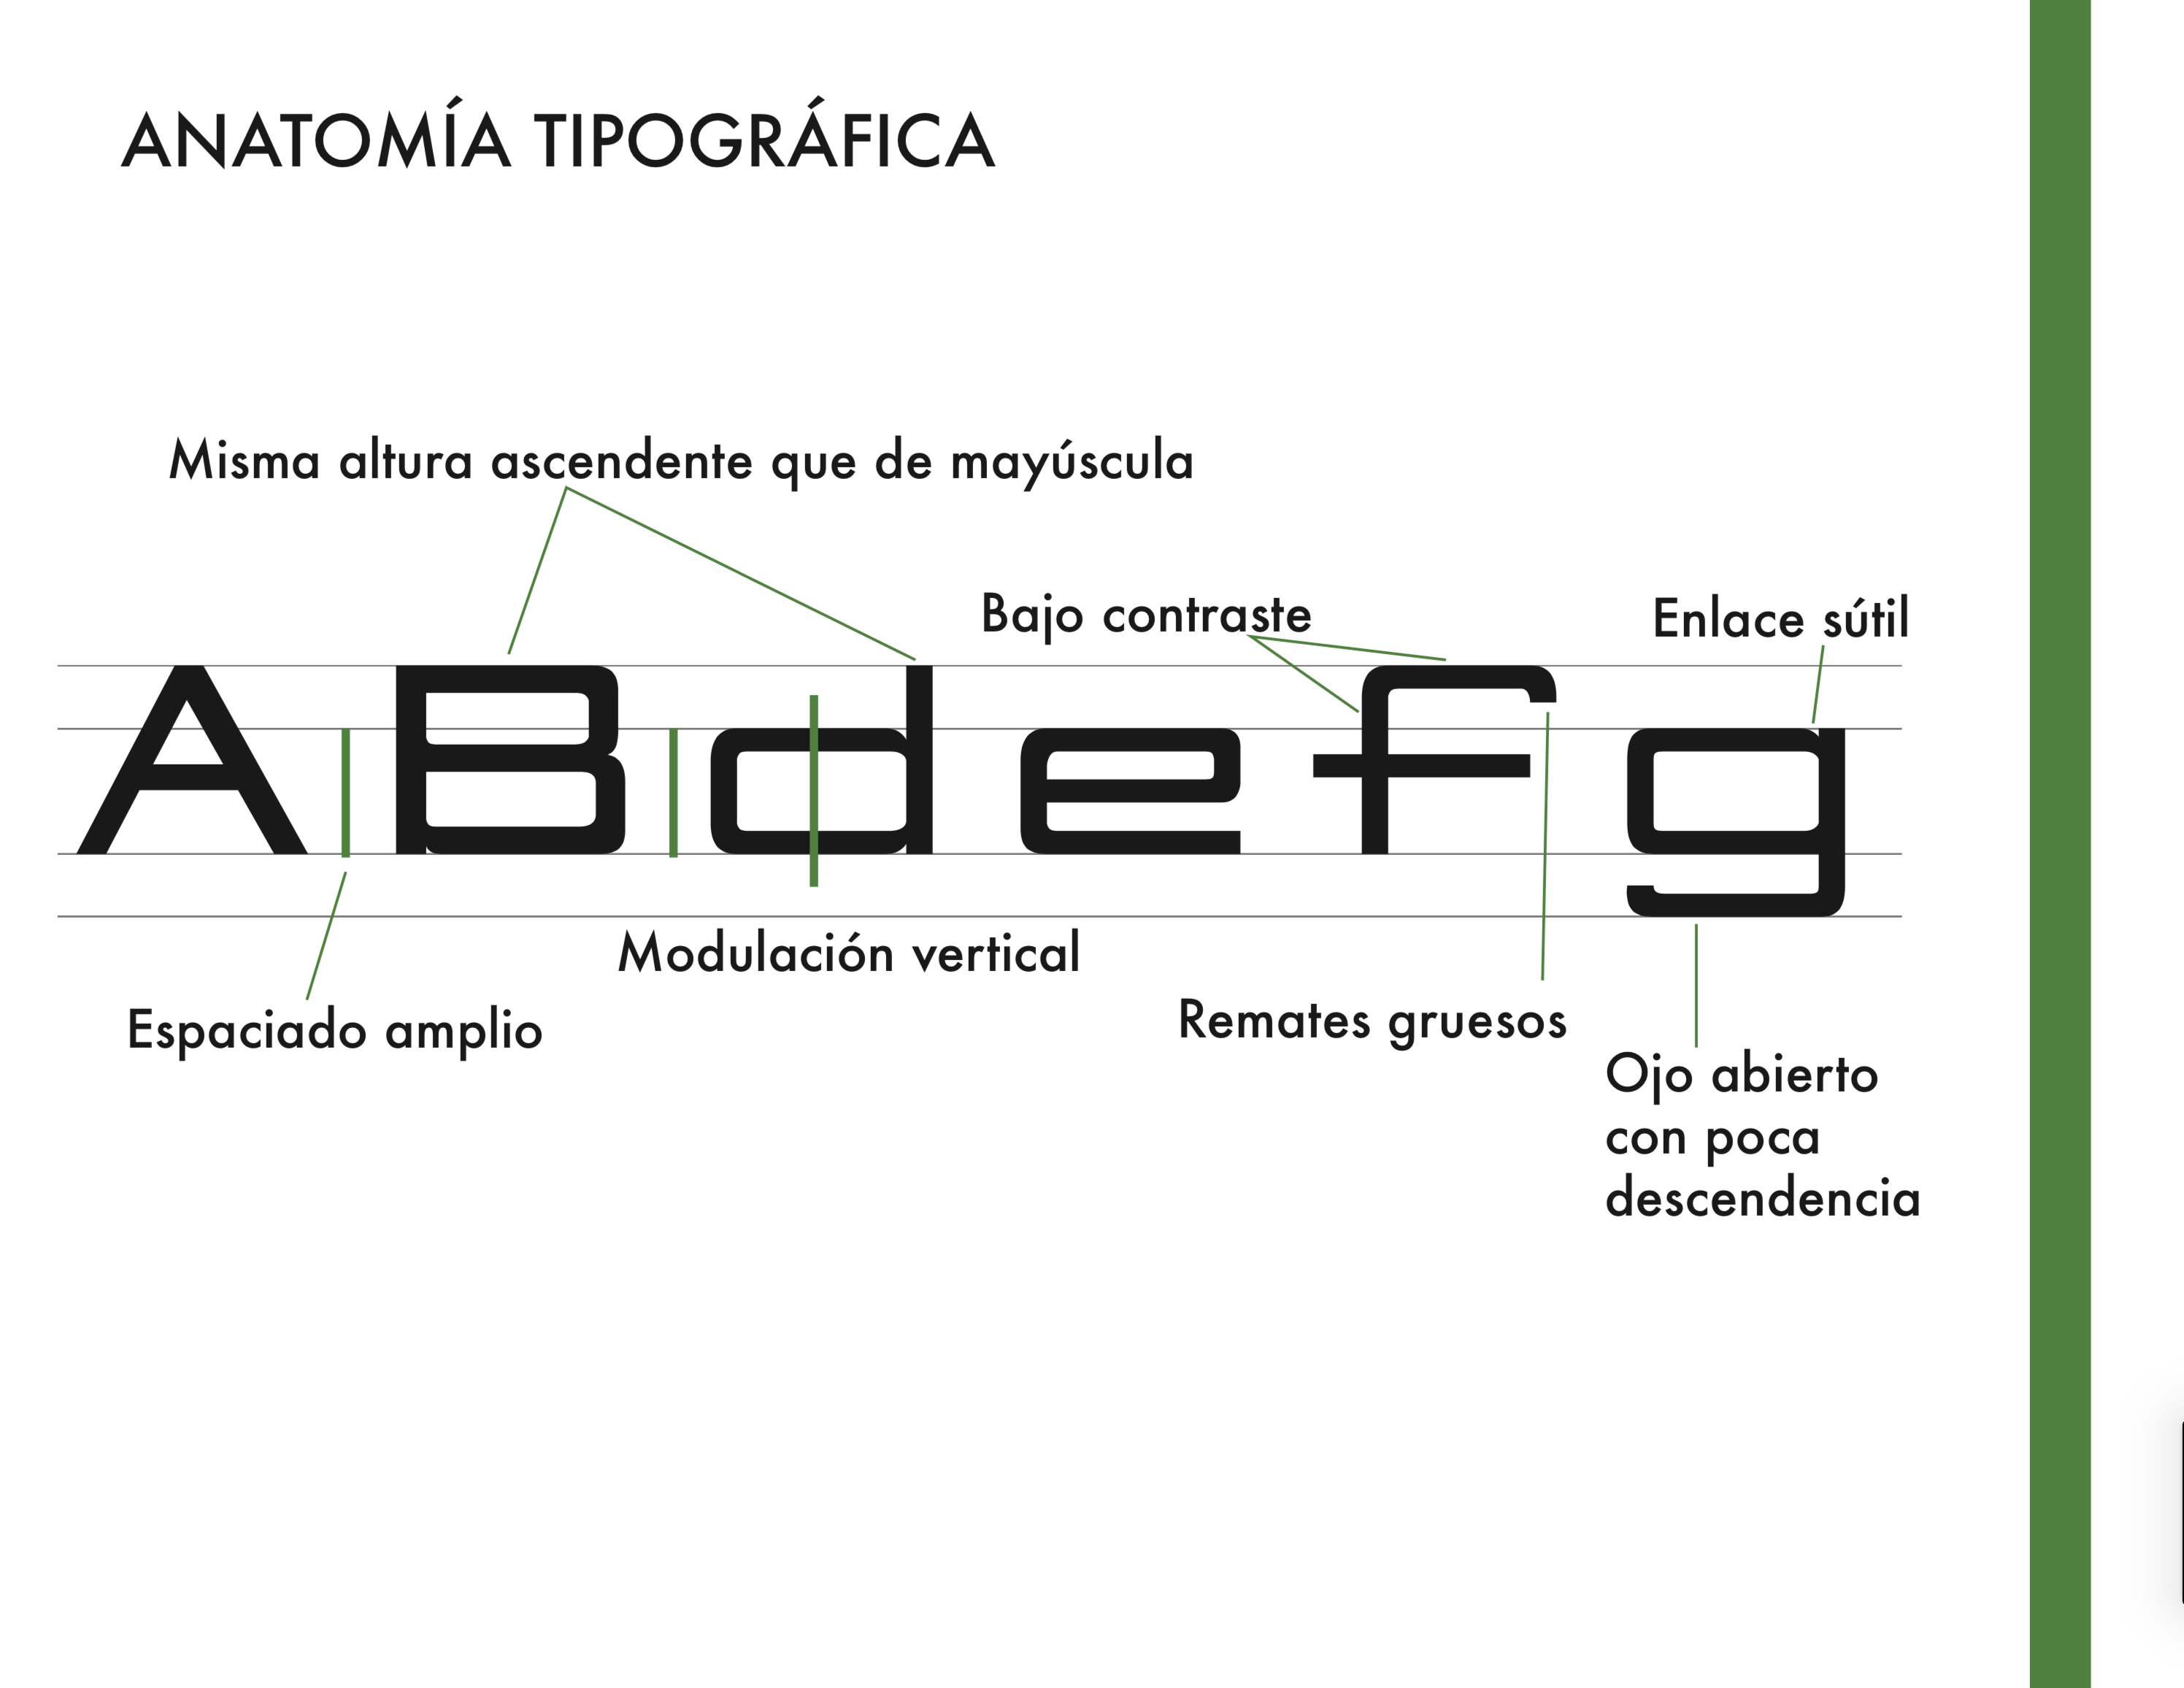 ANATOMÍA TIPOGRÁFICA
Misma altura ascendente que de mayúscula
Bajo contraste
Enlace sútil
ABdefg
Modulación vertical
Espaciado amplio
Remates gruesos
Ojo abierto
con poca
descendencia